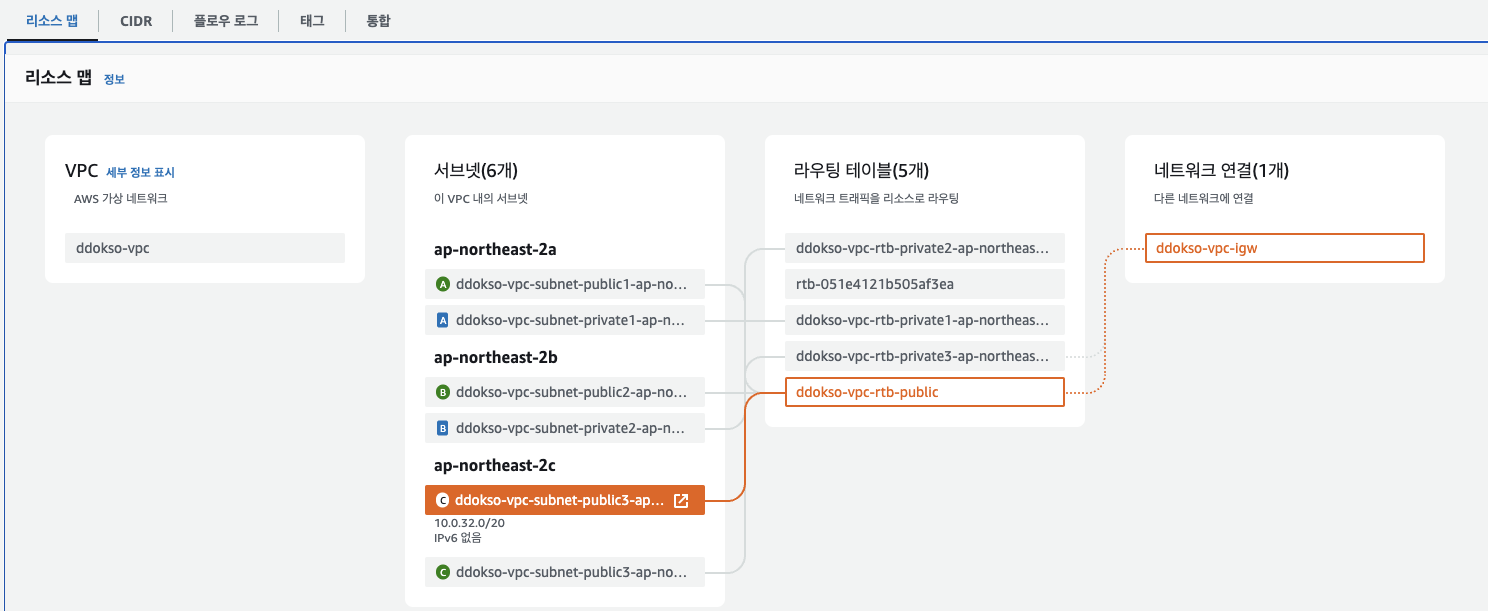 리소스 맵
CIDR
플로우 로그
태그
통합
리소스 맵 정보
VPC 세부 정보 표시
AWS 가상 네트워크
ddokso-vpc
서브넷(6개)
이 VPC 내의 서브넷
ap-northeast-2a
A ddokso-vpc-subnet-public1-ap-no...
A ddokso-vpc-subnet-private1-ap-n...
ap-northeast-2b
B ddokso-vpc-subnet-public2-ap-no...
B ddokso-vpc-subnet-private2-ap-n...
ap-northeast-2c
C ddokso-vpc-subnet-public3-ap...
10.0.32.0/20
IPv6 없음
C ddokso-vpc-subnet-public3-ap-no...
라우팅 테이블(5개)
네트워크 트래픽을 리소스로 라우팅
ddokso-vpc-rtb-private2-ap-northeas...
rtb-051e4121b505af3ea
ddokso-vpc-rtb-private1-ap-northeas...
ddokso-vpc-rtb-private3-ap-northeas...
ddokso-vpc-rtb-public
네트워크 연결(1개)
다른 네트워크에 연결
ddokso-vpc-igw